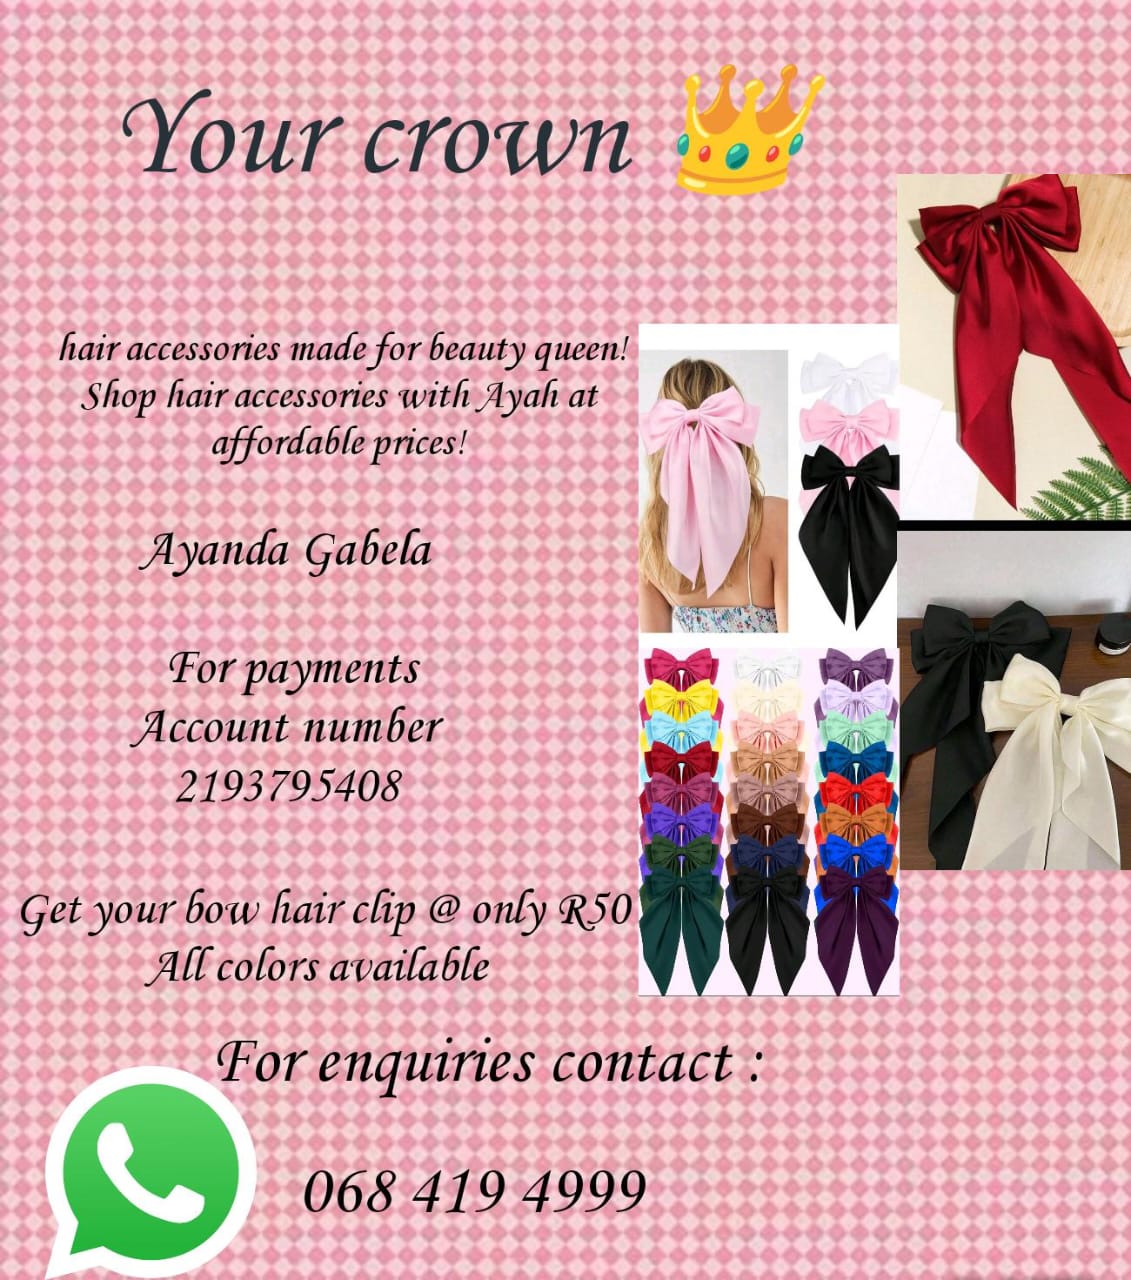 Your crown 👑
hair accessories made for beauty queen!
Shop hair accessories with Ayah at
affordable prices!
Ayanda Gabela
For payments
Account number
2193795408
Get your bow hair clip @ only R50
All colors available
For enquiries contact :
068 419 4999